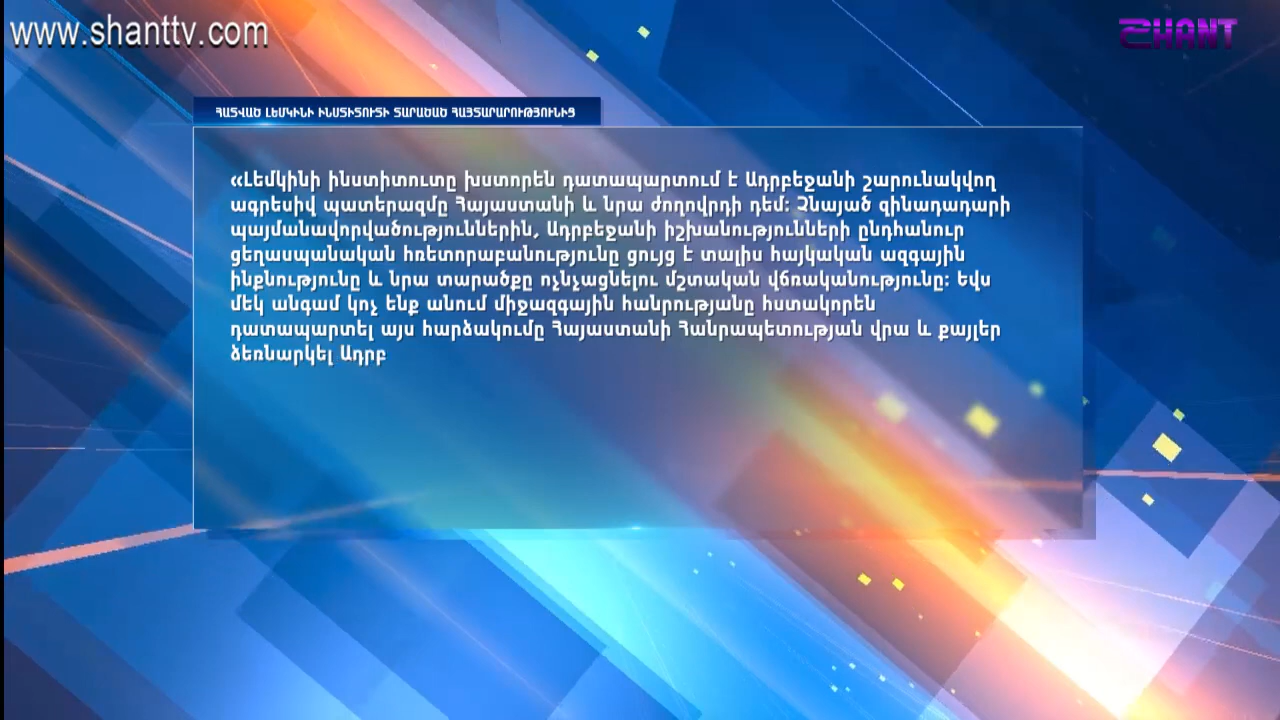 www.shanttv.com
SHANT
ՀԱՏՎԱԾ ԼԵՄԿԻՆԻ ԻՆՍՏԻՏՈՒՏԻ ՏԱՐԱԾԱԾ ՀԱՅՏԱՐԱՐՈՒԹՅՈՒՆԻՑ
«Լեմկինի ինստիտուտը խստորեն դատապարտում է Ադրբեջանի շարունակվող
ագրեսիվ պատերազմը Հայաստանի և նրա ժողովրդի դեմ։ Չնայած զինադադարի
պայմանավորվածություններին, Ադրբեջանի իշխանությունների ընդհանուր
ցեղասպանական հռետորաբանությունը ցույց է տալիս հայկական ազգային
ինքնությունը և նրա տարածքը ոչնչացնելու մշտական վճռականությունը։ Եվս
մեկ անգամ կոչ ենք անում միջազգային հանրությանը հստակորեն
դատապարտել այս հարձակումը Հայաստանի Հանրապետության վրա և քայլեր
ձեռնարկել Ադրբ